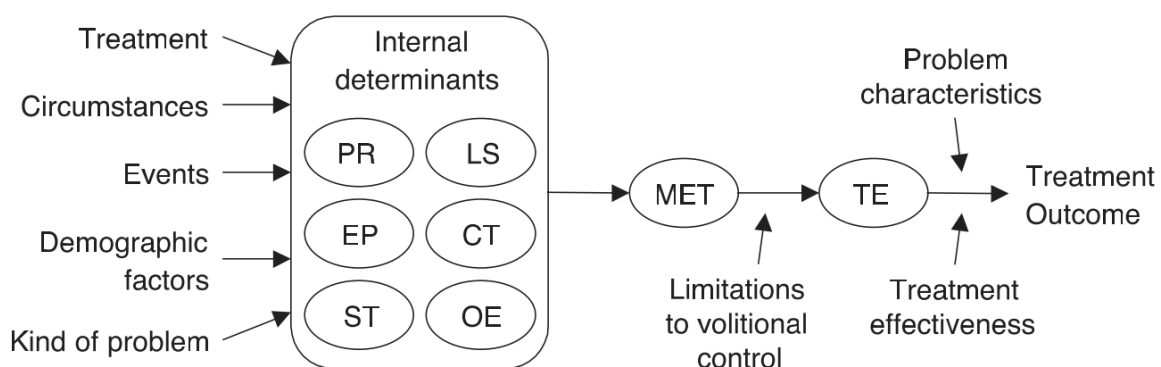 Treatment
Circumstances
Events
Demographic
factors
Kind of problem
Internal
determinants
PR
LS
EP
CT
ST
OE
MET
TE
Limitations
to volitional
control
Problem
characteristics
Treatment
effectiveness
Treatment
Outcome